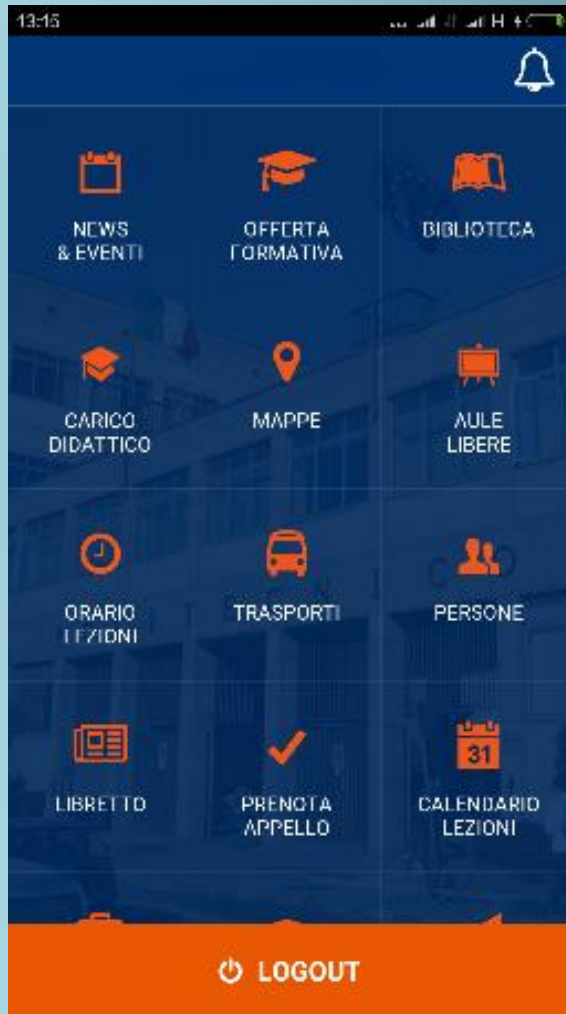 13:15
H
NEWS
& EVENTI
OFFERTA
FORMATIVA
BIBLIOTECA
CARICO
DIDATTICO
MAPPE
AULE
LIBERE
ORARIO
LEZIONI
TRASPORTI
PERSONE
LIBRETTO
PRENOTA
APPELLO
31
CALENDARIO
LEZIONI
LOGOUT